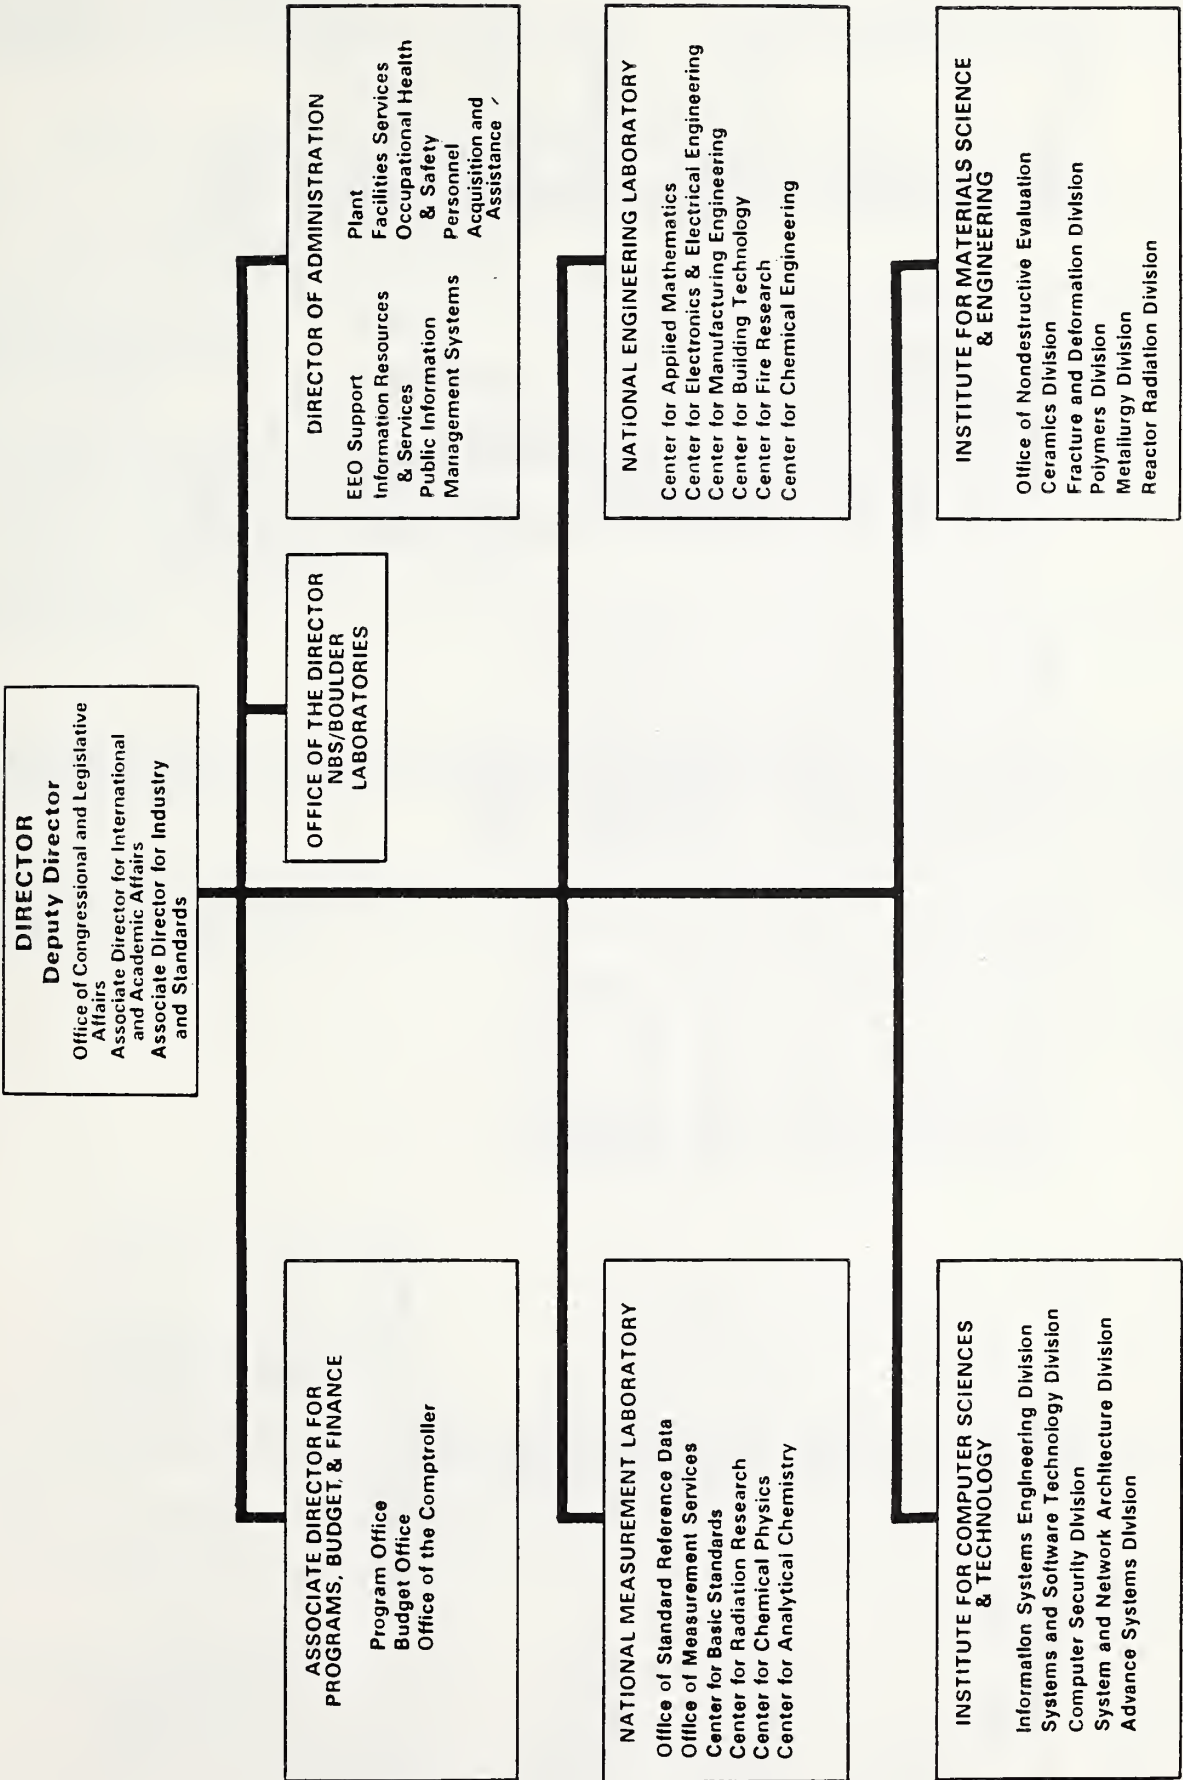 DIRECTOR
Deputy Director
Office of Congressional and Legislative
Affairs
Associate Director for International
and Academic Affairs
Associate Director for Industry
and Standards
ASSOCIATE DIRECTOR FOR
PROGRAMS, BUDGET, & FINANCE
Program Office
Budget Office
Office of the Comptroller
OFFICE OF THE DIRECTOR
NBS/BOULDER
LABORATORIES
DIRECTOR OF ADMINISTRATION
EEO Support
Information Resources
& Services
Public Information
Management Systems
Plant
Facilities Services
Occupational Health
& Safety
Personnel
Acquisition and
Assistance
NATIONAL MEASUREMENT LABORATORY
Office of Standard Reference Data
Office of Measurement Services
Center for Basic Standards
Center for Radiation Research
Center for Chemical Physics
Center for Analytical Chemistry
NATIONAL ENGINEERING LABORATORY
Center for Applied Mathematics
Center for Electronics & Electrical Engineering
Center for Manufacturing Engineering
Center for Building Technology
Center for Fire Research
Center for Chemical Engineering
INSTITUTE FOR COMPUTER SCIENCES
& TECHNOLOGY
Information Systems Engineering Division
Systems and Software Technology Division
Computer Security Division
System and Network Architecture Division
Advance Systems Division
INSTITUTE FOR MATERIALS SCIENCE
& ENGINEERING
Office of Nondestructive Evaluation
Ceramics Division
Fracture and Deformation Division
Polymers Division
Metallurgy Division
Reactor Radiation Division